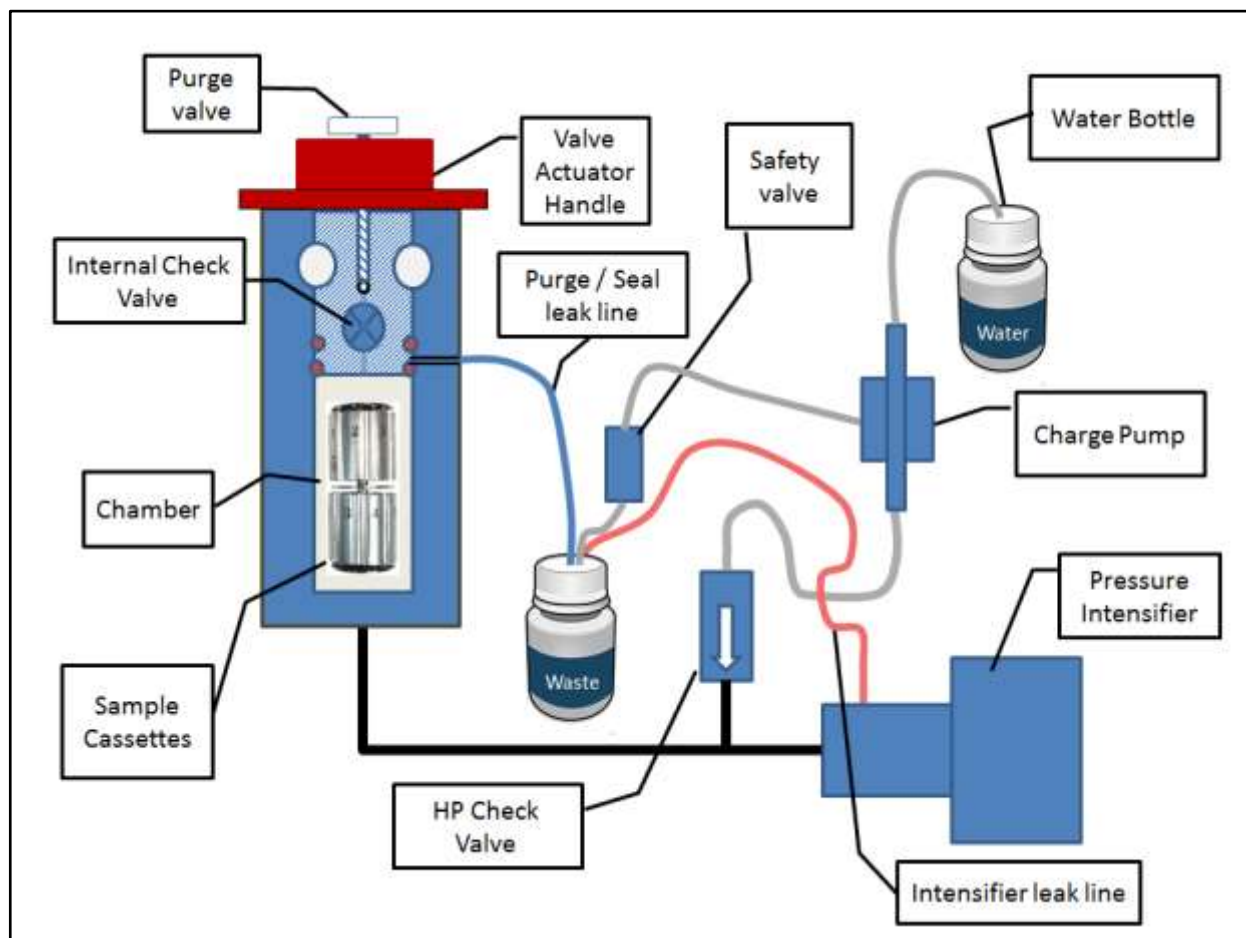 Purge
valve
Valve
Actuator
Handle
Safety
valve
Water Bottle
Internal Check
Valve
Purge / Seal
leak line
Water
Charge Pump
Chamber
Pressure
Intensifier
Waste
Sample
Cassettes
HP Check
Valve
Intensifier leak line